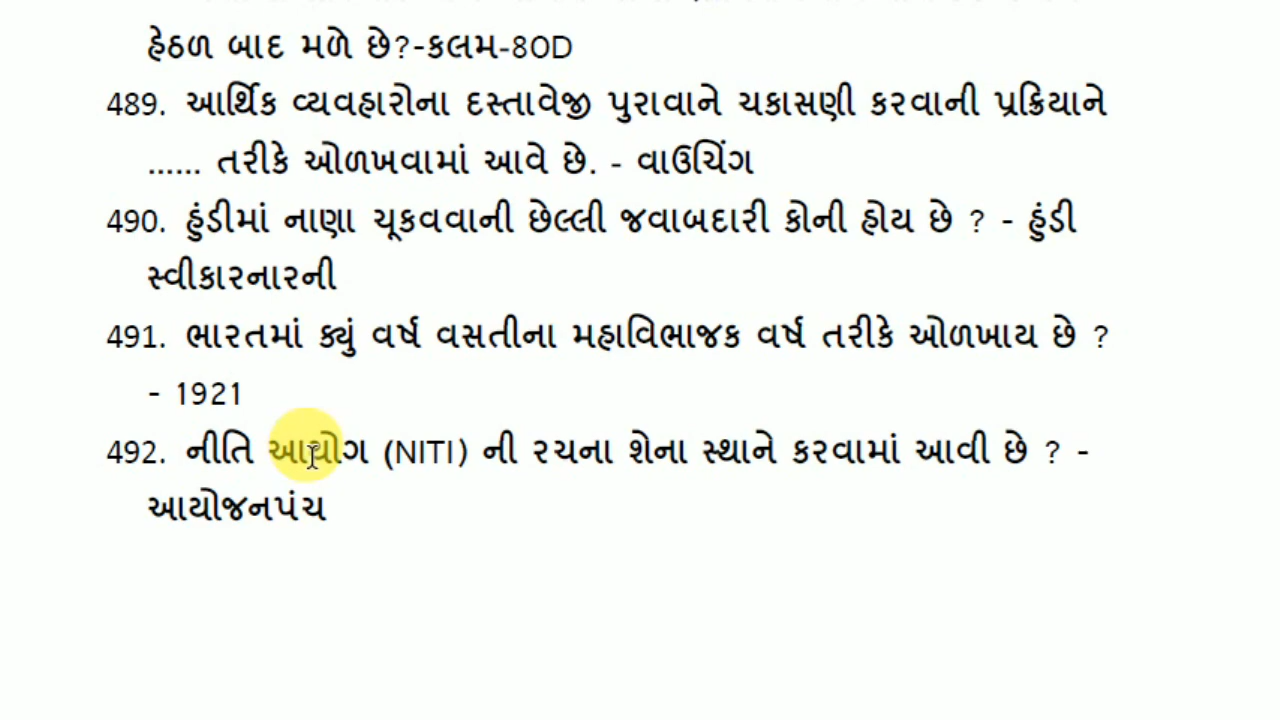 હેઠળ બાદ મળે છે?-કલમ-80D
489. આર્થિક વ્યવહારોના દસ્તાવેજી પુરાવાને ચકાસણી કરવાની પ્રક્રિયાને
...... તરીકે ઓળખવામાં આવે છે. - વાઉચિંગ
490. હુંડીમાં નાણા ચૂકવવાની છેલ્લી જવાબદારી કોની હોય છે ? - હુંડી
સ્વીકારનારની
491. ભારતમાં ક્યું વર્ષ વસતીના મહાવિભાજક વર્ષ તરીકે ઓળખાય છે ?
- 1921
492. નીતિ આયોગ (NITI) ની રચના શેના સ્થાને કરવામાં આવી છે ? -
આયોજનપંચ